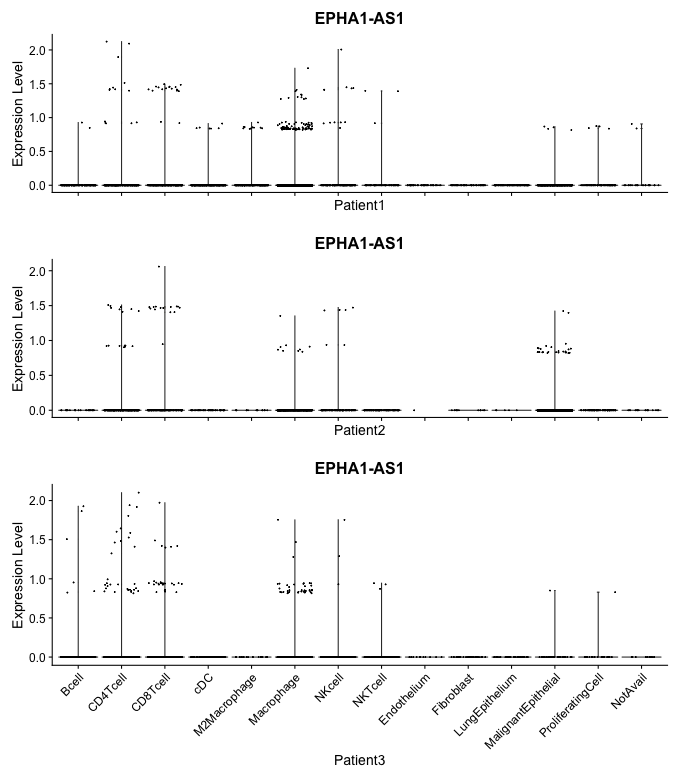 EPHA1-AS1
Expression Level
2.0
1.5
1.0
0.5
0.0
Patient1
EPHA1-AS1
Expression Level
2.0
1.5
1.0
0.5
0.0
Patient2
EPHA1-AS1
Expression Level
2.0
1.5
1.0
0.5
0.0
Bcell
CD4Tcell
CD8Tcell
cDC
M2Macrophage
Macrophage
NKcell
NKTcell
Endothelium
Fibroblast
LungEpithelium
MalignantEpithelial
ProliferatingCell
NotAvail
Patient3